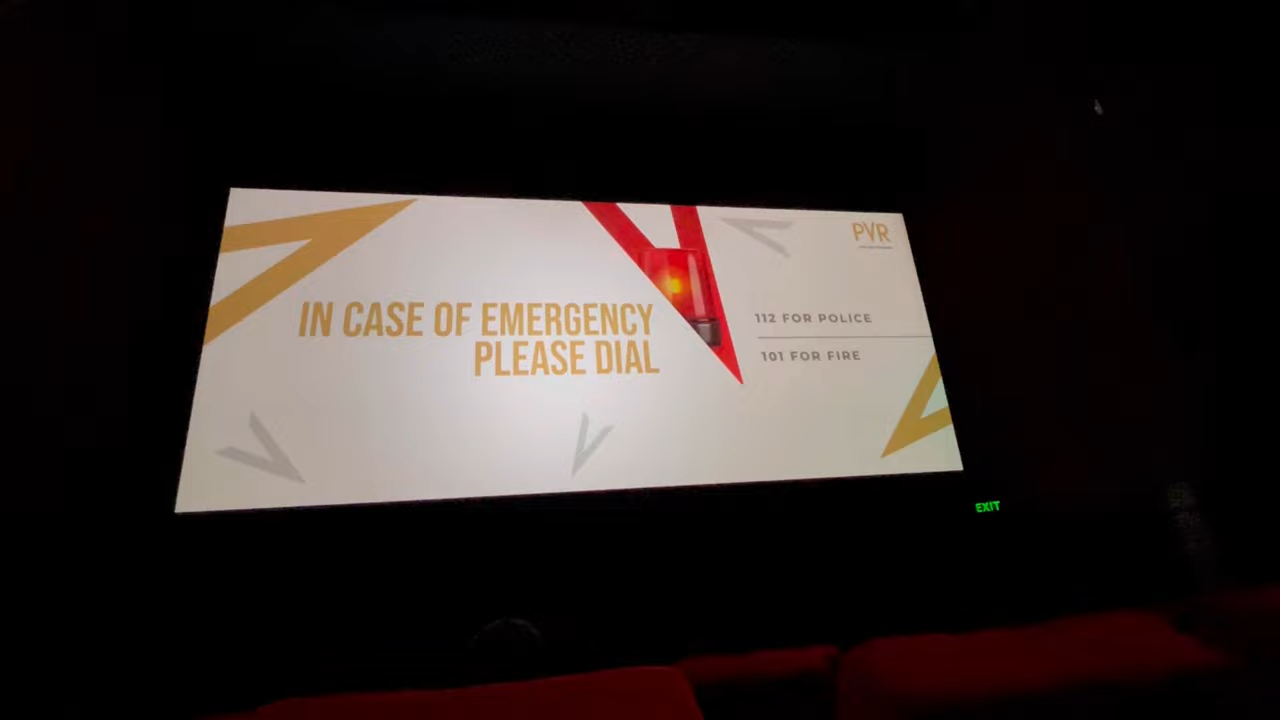 PVR
IN CASE OF EMERGENCY
PLEASE DIAL
112 FOR POLICE
101 FOR FIRE
EXIT